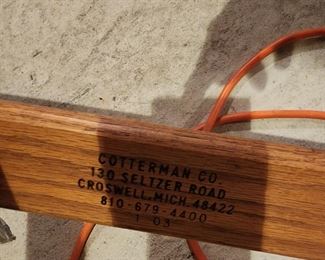 COTTERMAN CO.
130 SELTZER ROAD
CROSWELL, MICH. 48422
810-679-4400
1 03